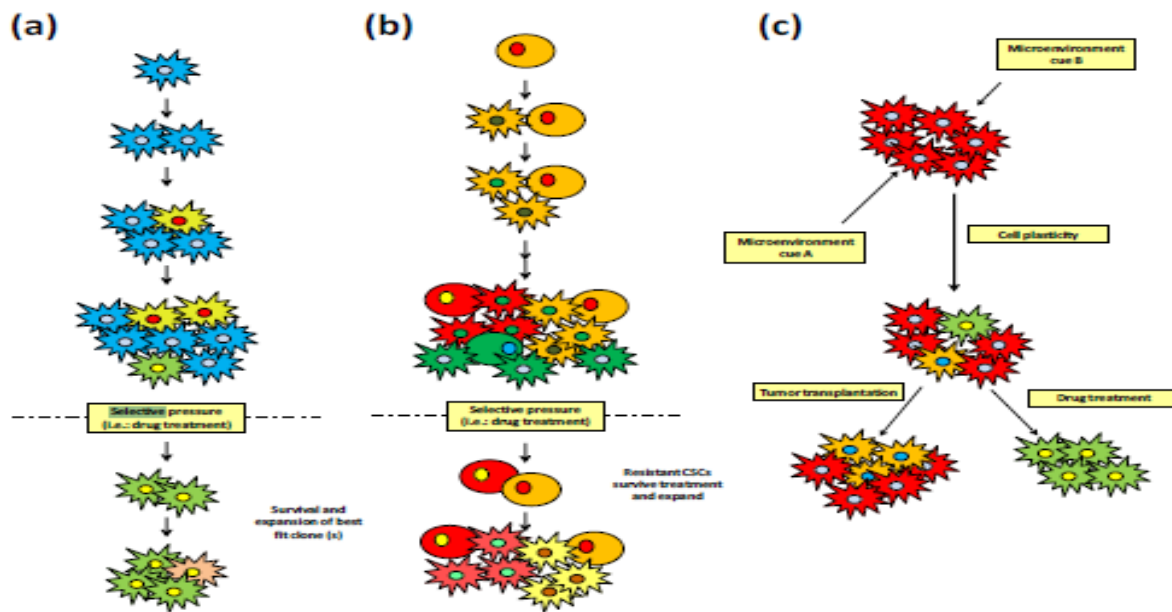 (a)
(b)
(c)
Selective pressure
(i.e.: drug treatment)
Survival and
expansion of best
fit clone (s)
Selective pressure
(i.e.: drug treatment)
Resistant CSCs
survive treatment
and expand
Microenvironment
cue B
Microenvironment
cue A
Cell plasticity
Tumor transplantation
Drug treatment